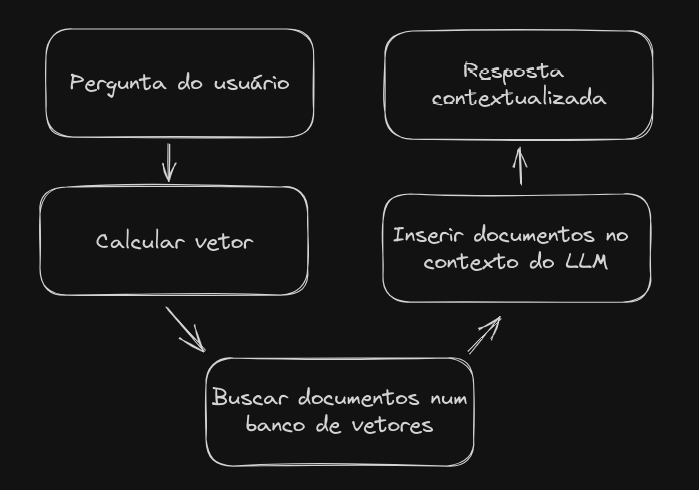 Pergunta do usuário
Calcular vetor
Buscar documentos num
banco de vetores
Inserir documentos no
contexto do LLM
Resposta
contextualizada